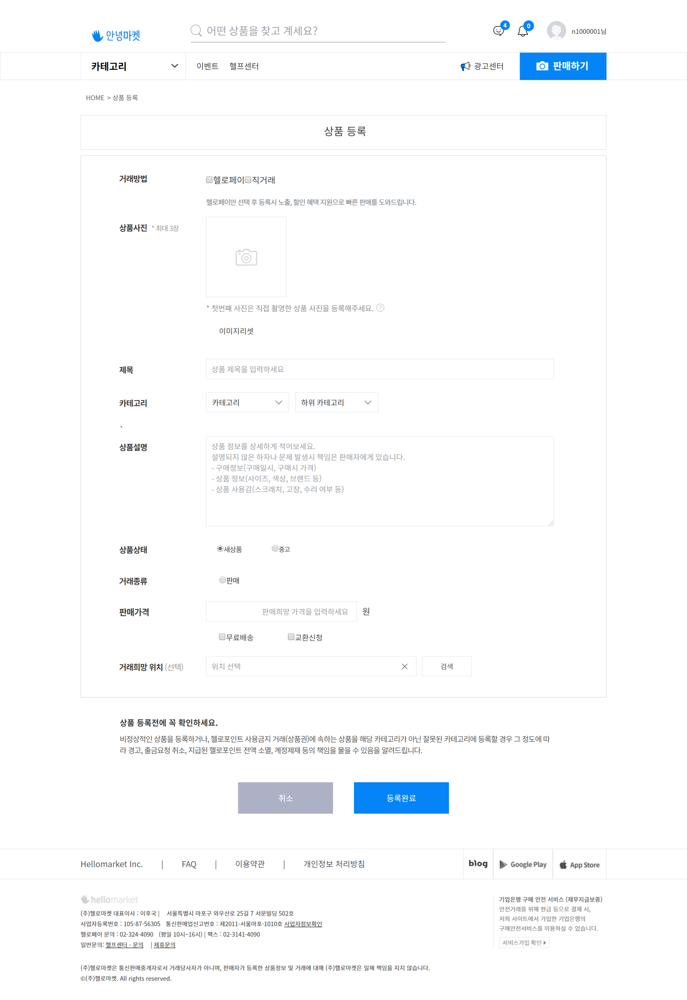 안녕마켓
어떤 상품을 찾고 계세요?
4
0
n1000001님
카테고리
이벤트 헬프센터
광고센터
판매하기
HOME > 상품 등록
상품 등록
거래방법
헬로페이 직거래
헬로페이만 선택 후 등록시 노출, 할인 혜택 지원으로 빠른 판매를 도와드립니다.
상품사진 * 최대 3장
* 첫번째 사진은 직접 촬영한 상품 사진을 등록해주세요. ?
이미지리셋
제목
상품 제목을 입력하세요
카테고리
카테고리
하위 카테고리
、
상품설명
상품 정보를 상세하게 적어보세요.
설명되지 않은 하자나 문제 발생시 책임은 판매자에게 있습니다.
- 구매정보(구매일시, 구매시 가격)
- 상품 정보(사이즈, 색상, 브랜드 등)
- 상품 사용감(스크래치, 고장, 수리 여부 등)
상품상태
새상품 중고
거래종류
판매
판매가격
판매희망 가격을 입력하세요 원
무료배송 교환신청
거래희망 위치 (선택)
위치 선택
검색
상품 등록전에 꼭 확인하세요.
비정상적인 상품을 등록하거나, 헬로포인트 사용금지 거래(상품권)에 속하는 상품을 해당 카테고리가 아닌 잘못된 카테고리에 등록할 경우 그 정도에 따
라 경고, 출금요청 취소, 지급된 헬로포인트 전액 소멸, 계정제재 등의 책임을 물을 수 있음을 알려드립니다.
취소
등록완료
Hellomarket Inc. | FAQ | 이용약관 | 개인정보 처리방침
blog
Google Play
App Store
hellomarket
(주)헬로마켓 대표이사 : 이후국 | 서울특별시 마포구 와우산로 25길 7 서문빌딩 502호
사업자등록번호 : 105-87-56305 통신판매업신고번호 : 제2011-서울마포-1010호 사업자정보확인
헬로페이 문의 : 02-324-4090 (평일 10시~16시) | 팩스 : 02-3141-4090
일반문의: 헬프센터 - 문의 | 제휴문의
기업은행 구매 안전 서비스 (채무지급보증)
안전거래를 위해 현금 등으로 결제 시,
저희 사이트에서 가입한 기업은행의
구매안전서비스를 이용하실 수 있습니다.
서비스가입 확인
(주)헬로마켓은 통신판매중개자로서 거래당사자가 아니며, 판매자가 등록한 상품정보 및 거래에 대해 (주)헬로마켓은 일체 책임을 지지 않습니다.
©(주)헬로마켓. All rights reserved.